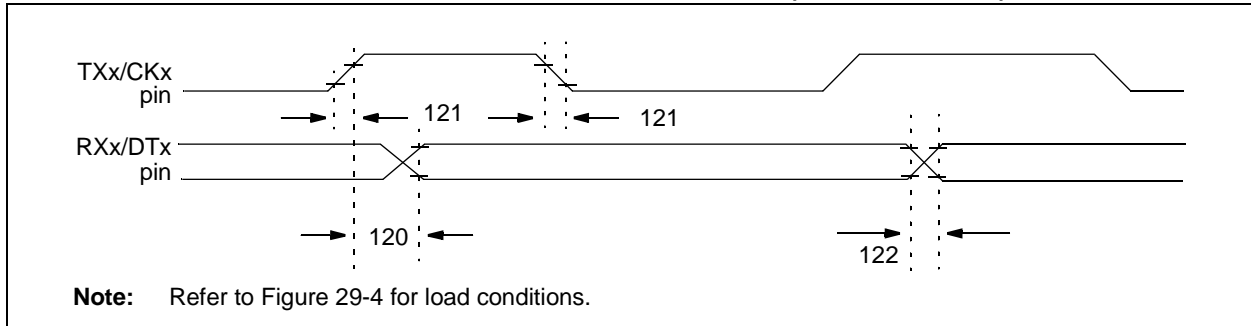 TXx/CKx
pin
121
121
RXx/DTx
pin
120
122
Note: Refer to Figure 29-4 for load conditions.